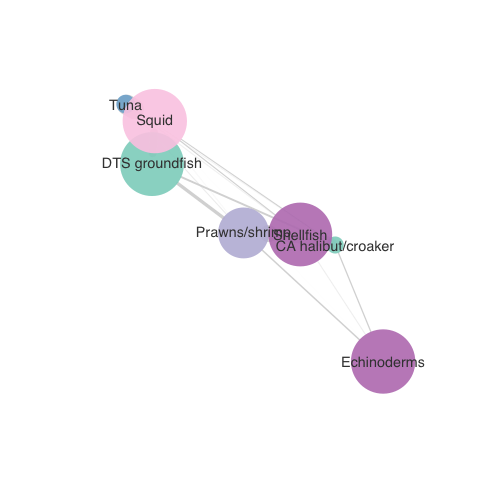 Tuna
Squid
DTS groundfish
Prawns/shrimp
Shellfish
CA halibut/croaker
Echinoderms